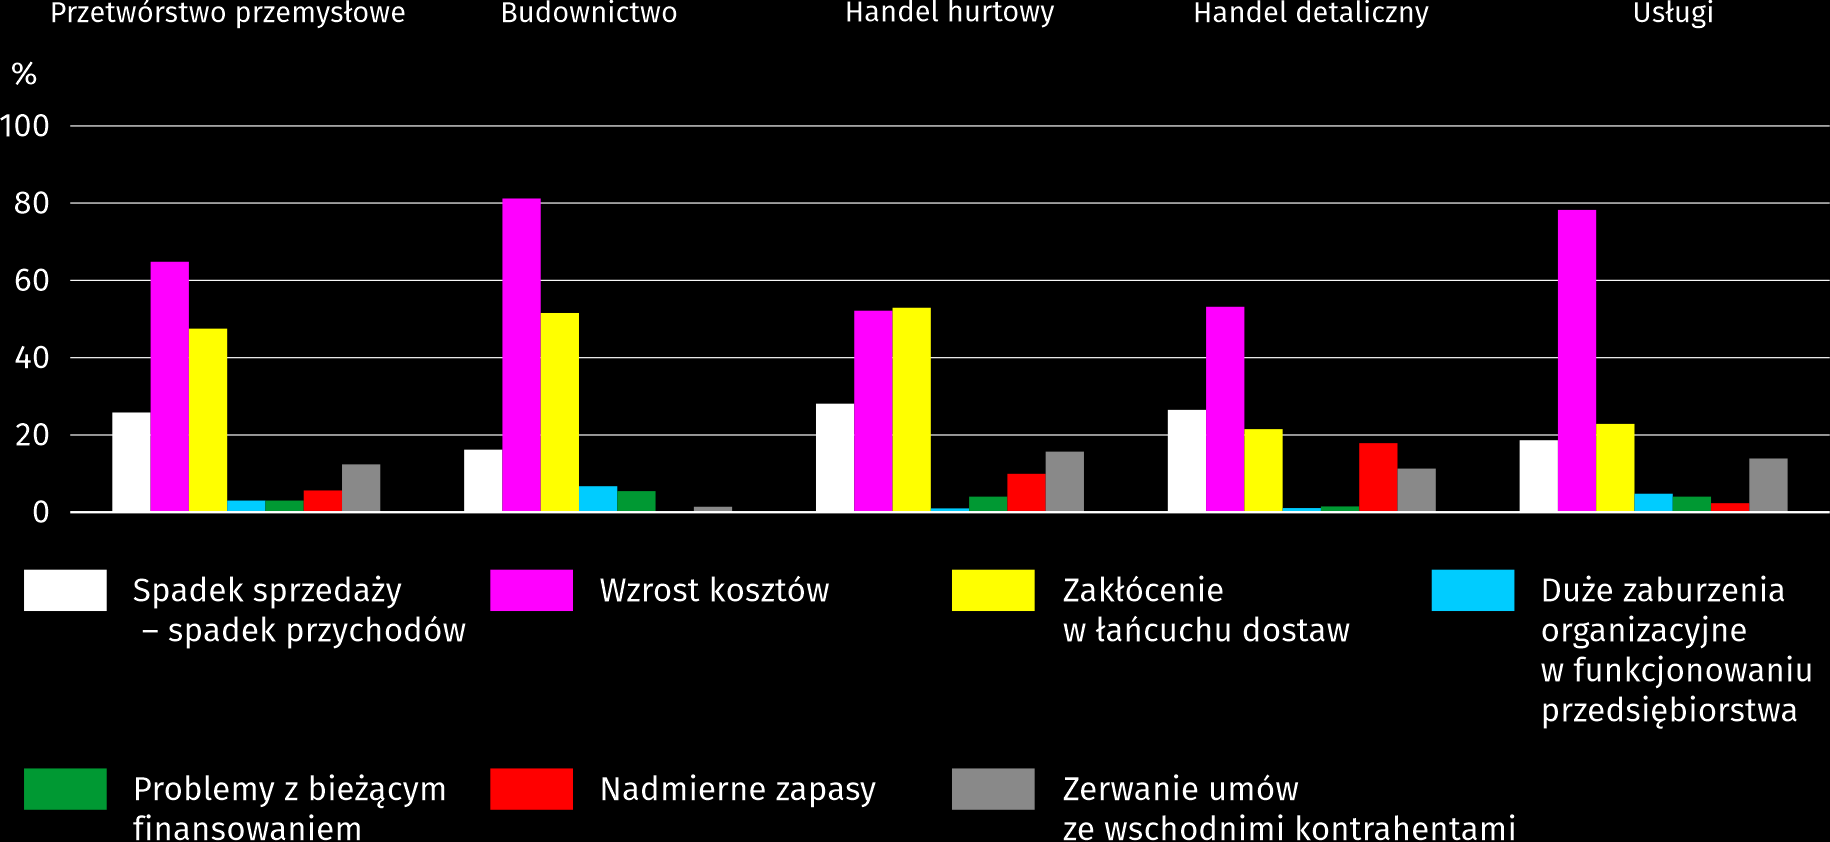 Przetwórstwo przemysłowe Budownictwo Handel hurtowy Handel detaliczny Usługi
%
100
80
60
40
20
0
Spadek sprzedaży
– spadek przychodów
Wzrost kosztów
Zakłócenie
w łańcuchu dostaw
Duże zaburzenia
organizacyjne
w funkcjonowaniu
przedsiębiorstwa
Problemy z bieżącym
finansowaniem
Nadmierne zapasy
Zerwanie umów
ze wschodnimi kontrahentami